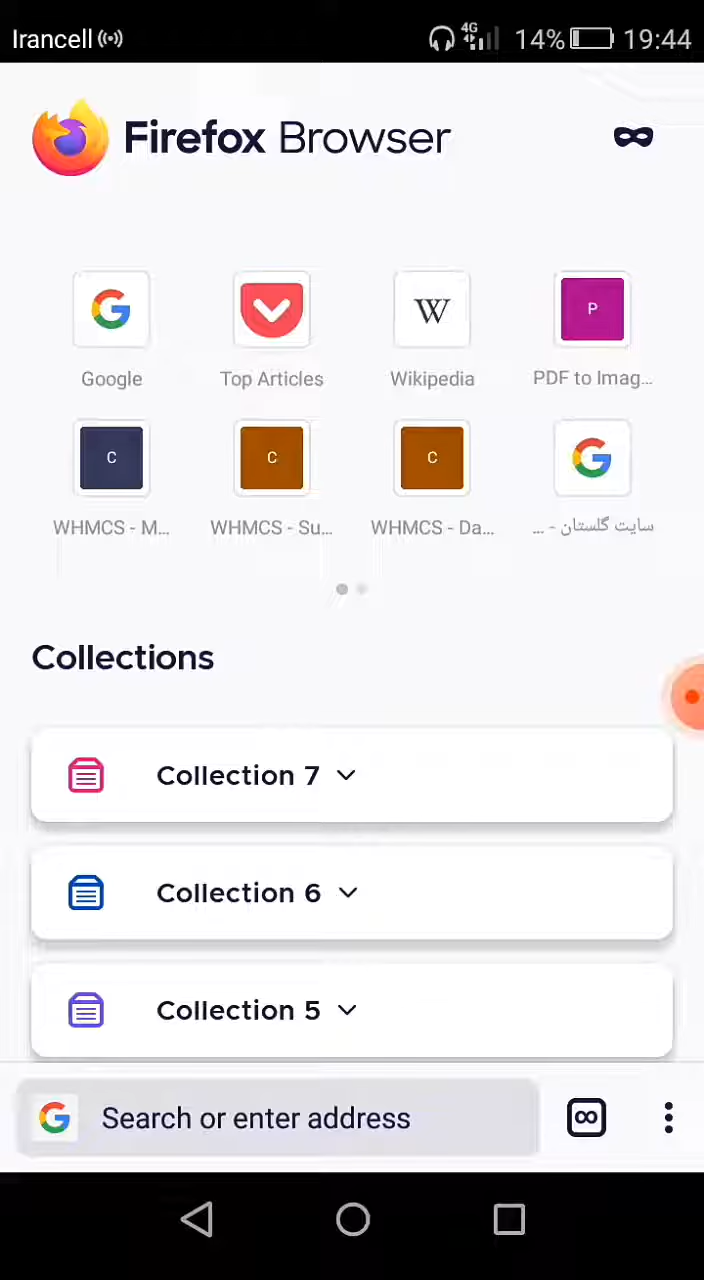 Irancell 4G 14% 19:44
Firefox Browser
Google Top Articles Wikipedia PDF to Imag...
P
C C C
WHMCS - M... WHMCS - Su... WHMCS - Da... سایت گلستان - ...
W
Collections
Collection 7
Collection 6
Collection 5
Search or enter address